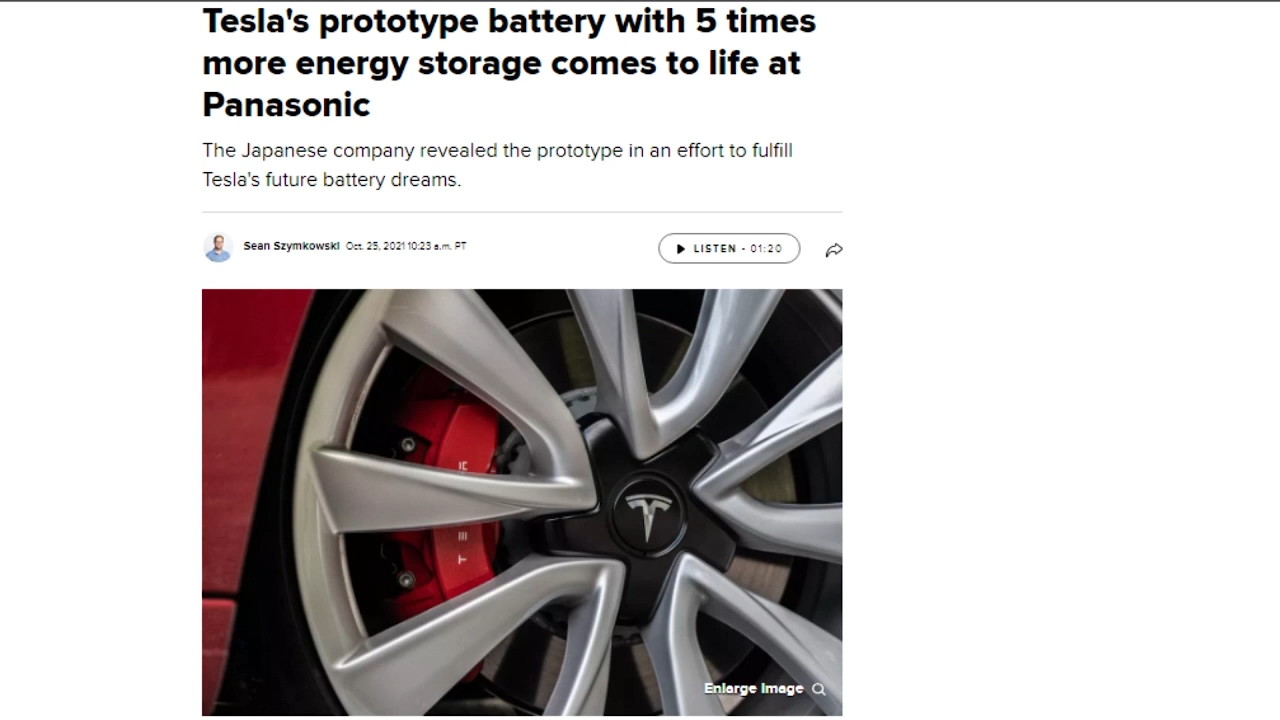 Tesla's prototype battery with 5 times
more energy storage comes to life at
Panasonic
The Japanese company revealed the prototype in an effort to fulfill
Tesla's future battery dreams.
Sean Szymkowski Oct. 25, 2021 10:23 a.m. PT
LISTEN - 01:20
Enlarge Image